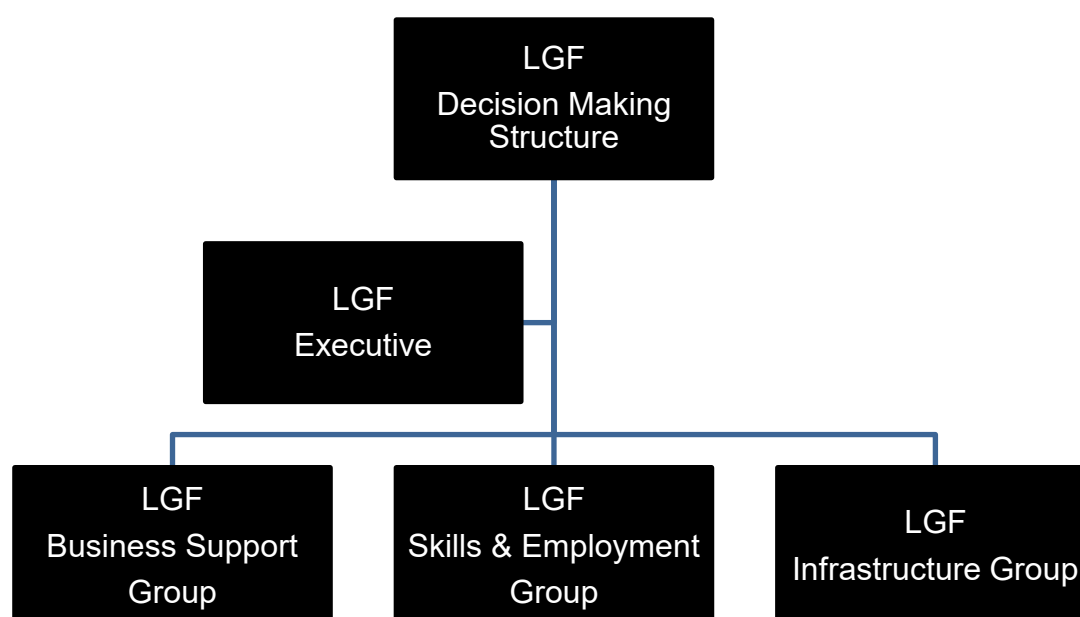 LGF
Decision Making
Structure
LGF
Executive
LGF
Business Support
Group
LGF
Skills & Employment
Group
LGF
Infrastructure Group